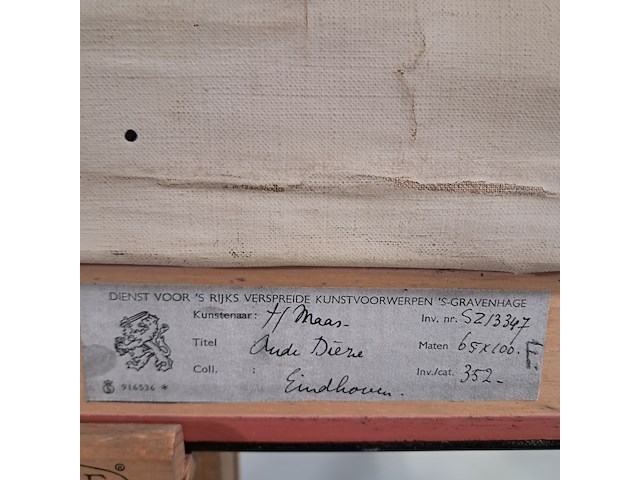 DIENST VOOR 'S RIJKS VERSPREIDE KUNSTVOORWERPEN 'S-GRAVENHAGE
Kunstenaar: H Maas- Inv. nr. SZ13347
Titel Oude Dieze Maten 65x100.
Coll. : Eindhoven. Inv./cat. 352-
916536 *
®